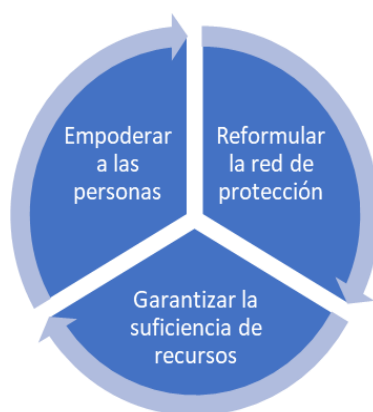 Empoderar
a las
personas
Reformular
la red de
protección
Garantizar la
suficiencia de
recursos